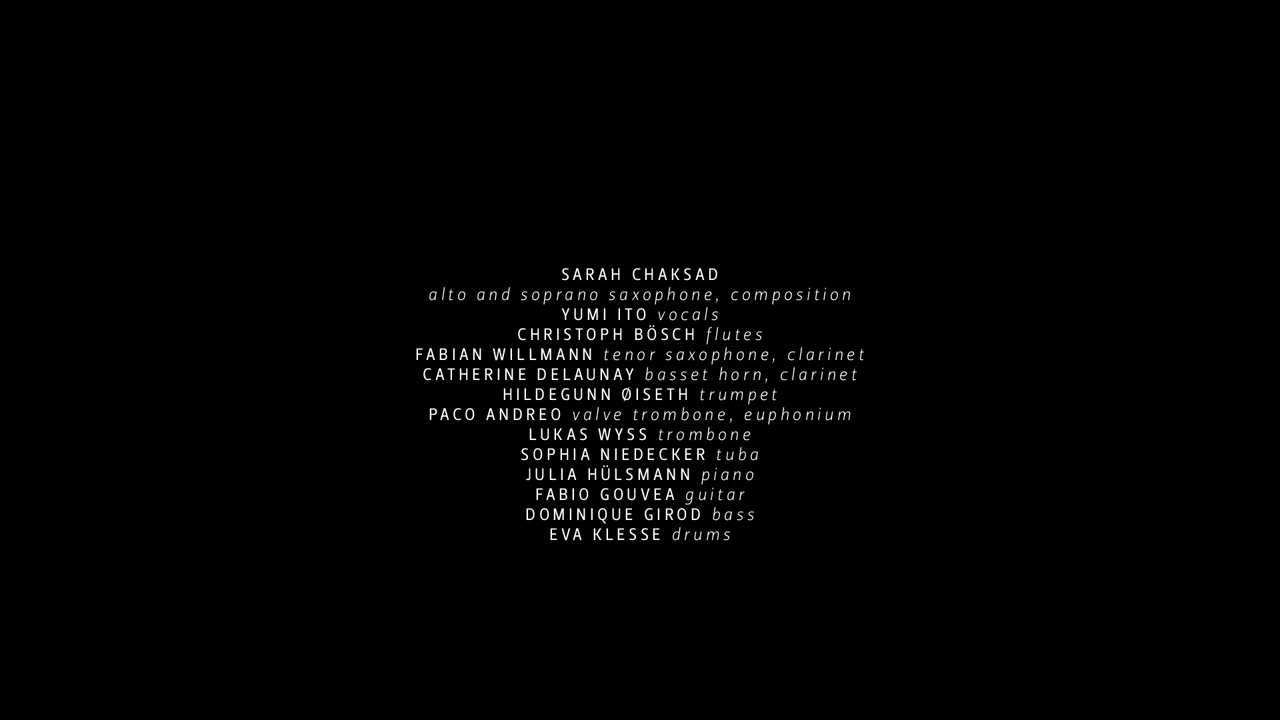 SARAH CHAKSAD
alto and soprano saxophone, composition
YUMI ITO vocals
CHRISTOPH BÖSCH flutes
FABIAN WILLMANN tenor saxophone, clarinet
CATHERINE DELAUNAY basset horn, clarinet
HILDEGUNN ØISETH trumpet
PACO ANDREO valve trombone, euphonium
LUKAS WYSS trombone
SOPHIA NIEDECKER tuba
JULIA HÜLSMANN piano
FABIO GOUVEA guitar
DOMINIQUE GIROD bass
EVA KLESSE drums